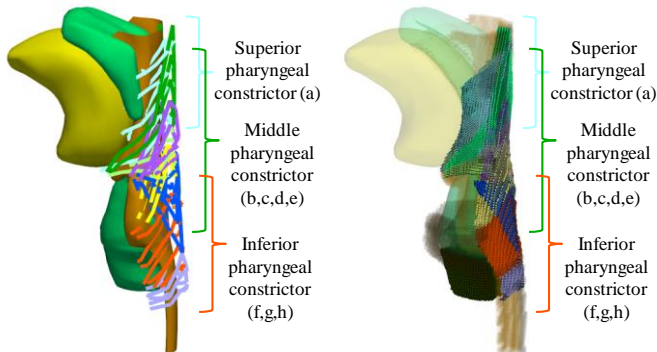 Superior
pharyngeal
constrictor (a)
Middle
pharyngeal
constrictor
(b,c,d,e)
Inferior
pharyngeal
constrictor
(f,g,h)
Superior
pharyngeal
constrictor (a)
Middle
pharyngeal
constrictor
(b,c,d,e)
Inferior
pharyngeal
constrictor
(f,g,h)